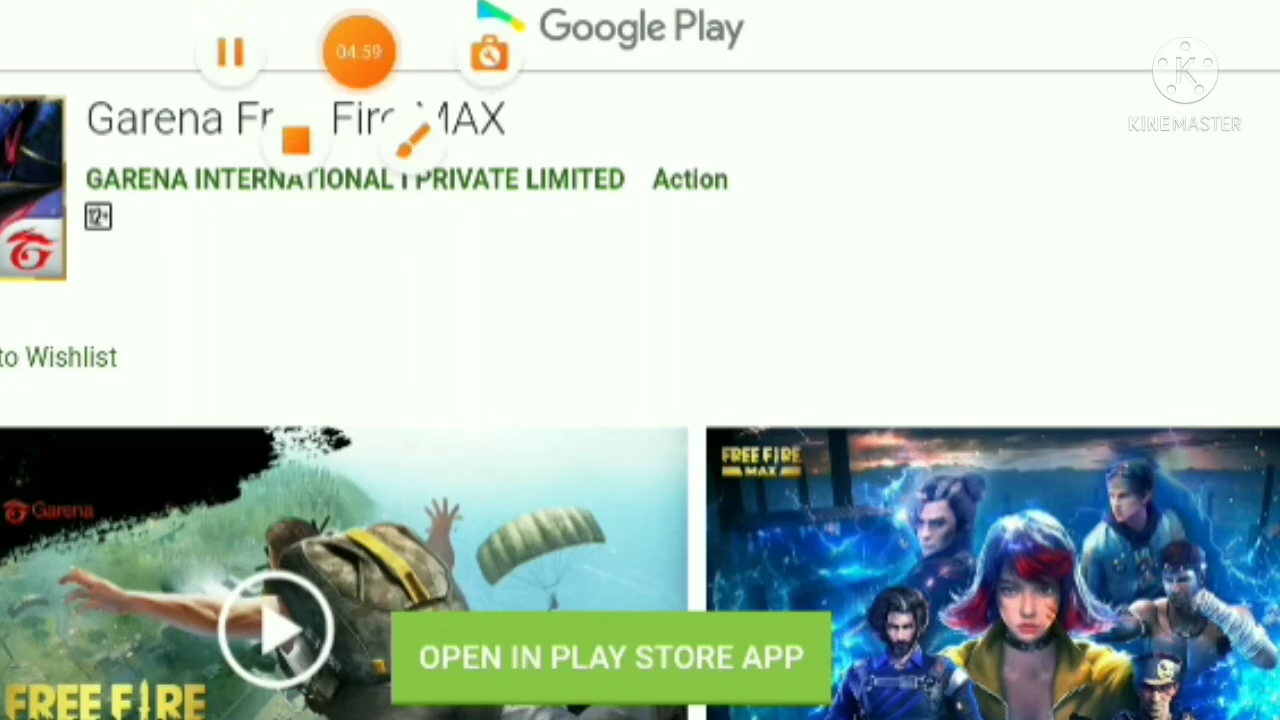 Google Play
04:59
KINEMASTER
Garena Fr Fire MAX
GARENA INTERNATIONAL I PRIVATE LIMITED Action
12+
to Wishlist
Garena
FREE FIRE
MAX
OPEN IN PLAY STORE APP
FREE FIRE